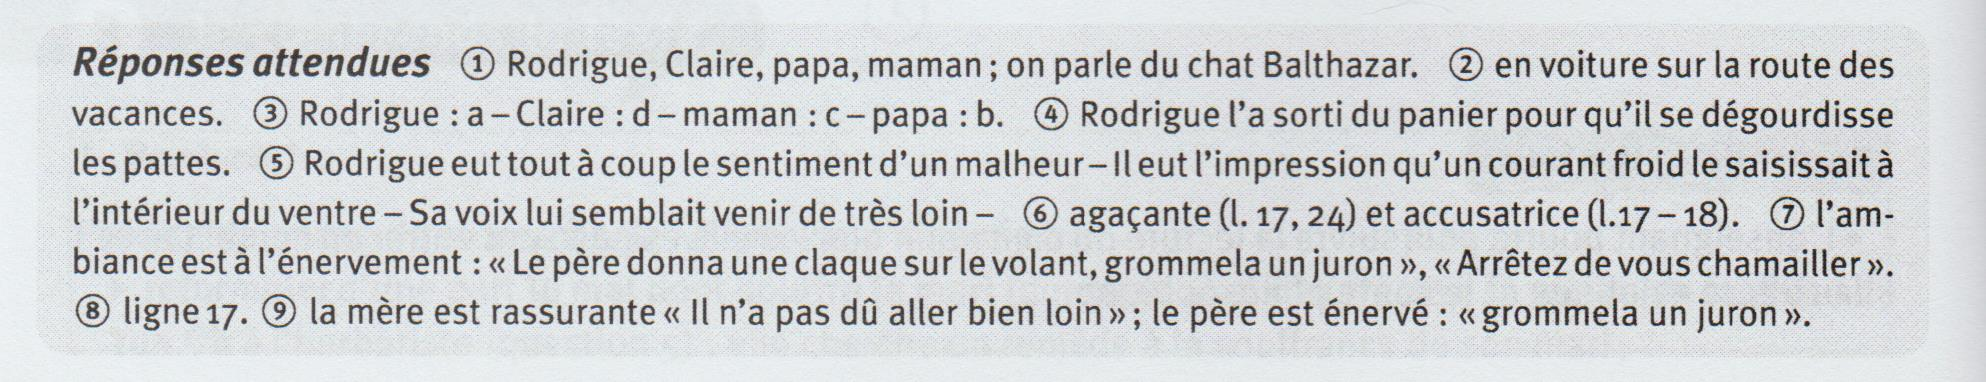 Réponses attendues ① Rodrigue, Claire, papa, maman ; on parle du chat Balthazar. ② en voiture sur la route des
vacances. ③ Rodrigue : a – Claire : d – maman : c – papa : b. ④ Rodrigue l'a sorti du panier pour qu'il se dégourdisse
les pattes. ⑤ Rodrigue eut tout à coup le sentiment d'un malheur – Il eut l'impression qu'un courant froid le saisissait à
l'intérieur du ventre – Sa voix lui semblait venir de très loin – ⑥ agaçante (l. 17, 24) et accusatrice (l.17 – 18). ⑦ l'am-
biance est à l'énervement : « Le père donna une claque sur le volant, grommela un juron », « Arrêtez de vous chamailler ».
⑧ ligne 17. ⑨ la mère est rassurante « Il n'a pas dû aller bien loin » ; le père est énervé : « grommela un juron ».